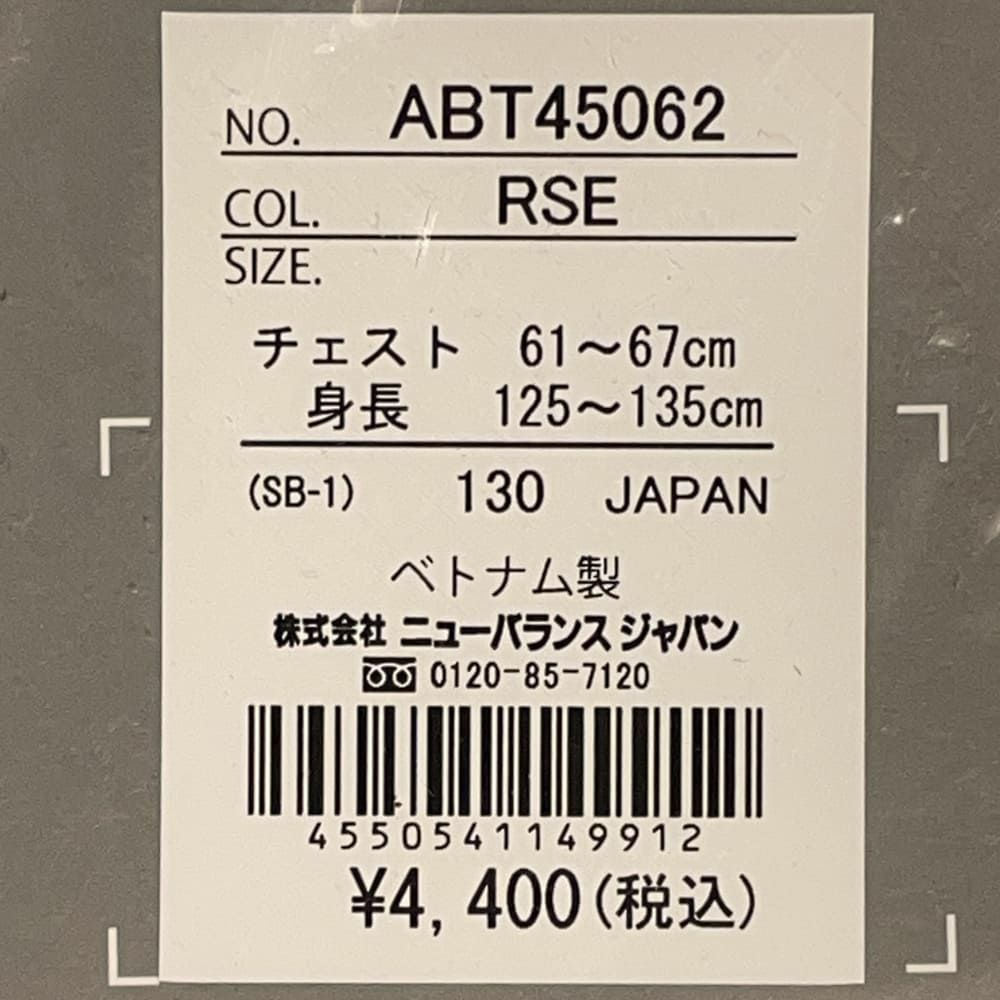 NO. ABT45062
COL. RSE
SIZE.
チェスト 61～67cm
身長 125～135cm
(SB-1) 130 JAPAN
ベトナム製
株式会社 ニューバランス ジャパン
0120-85-7120
4550541149912
¥4,400(税込)